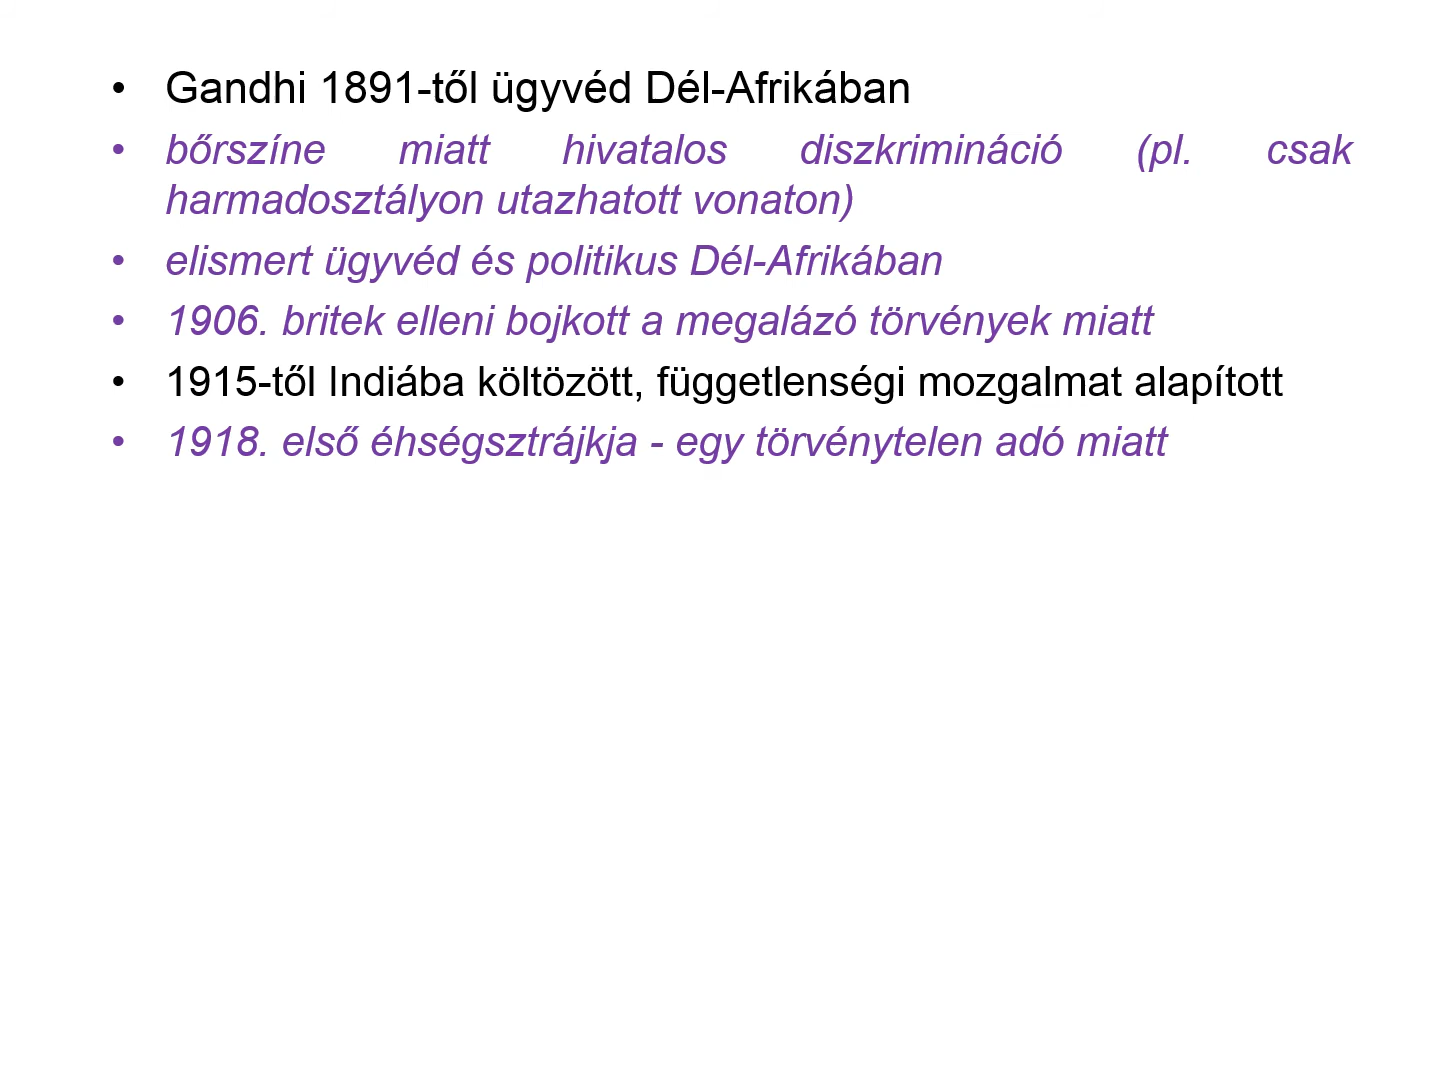 • Gandhi 1891-től ügyvéd Dél-Afrikában
• bőrszíne miatt hivatalos diszkrimináció (pl. csak
harmadosztályon utazhatott vonaton)
• elismert ügyvéd és politikus Dél-Afrikában
• 1906. britek elleni bojkott a megalázó törvények miatt
• 1915-től Indiába költözött, függetlenségi mozgalmat alapított
• 1918. első éhségsztrájkja - egy törvénytelen adó miatt